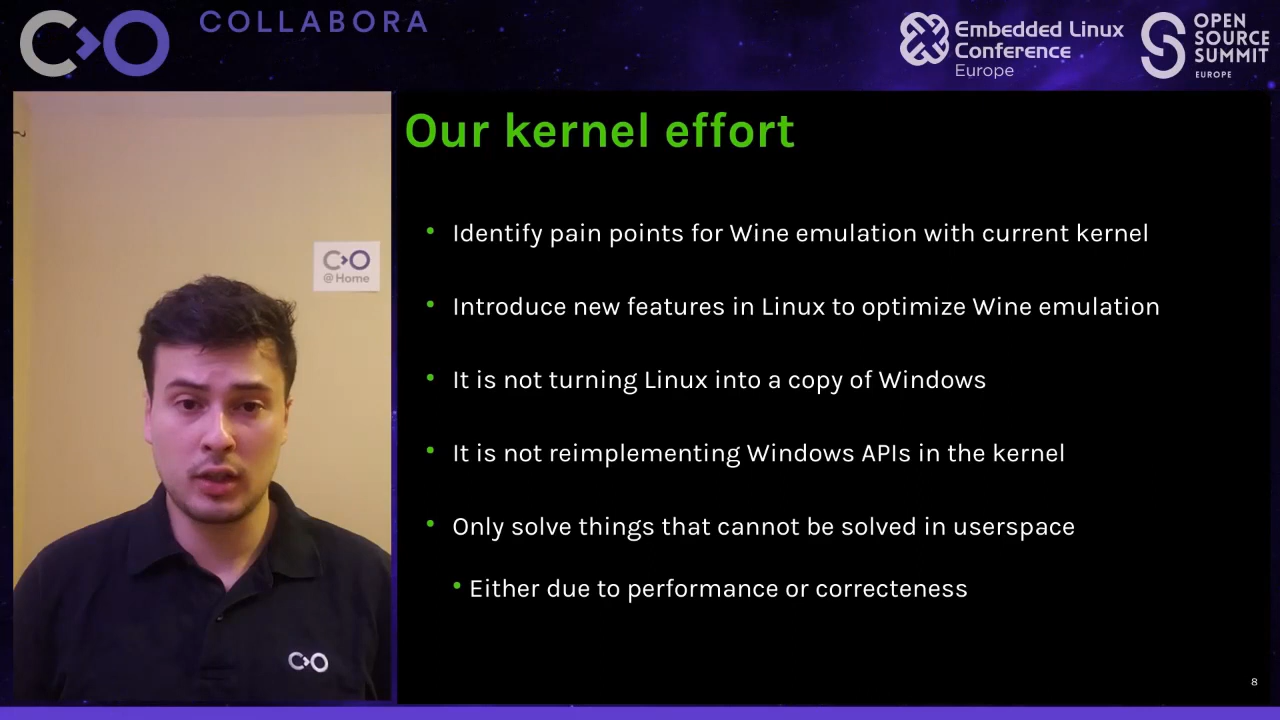 COLLABORA
Embedded Linux
Conference
Europe
OPEN
SOURCE
SUMMIT
EUROPE
@Home
Our kernel effort
• Identify pain points for Wine emulation with current kernel
• Introduce new features in Linux to optimize Wine emulation
• It is not turning Linux into a copy of Windows
• It is not reimplementing Windows APIs in the kernel
• Only solve things that cannot be solved in userspace
• Either due to performance or correcteness
8